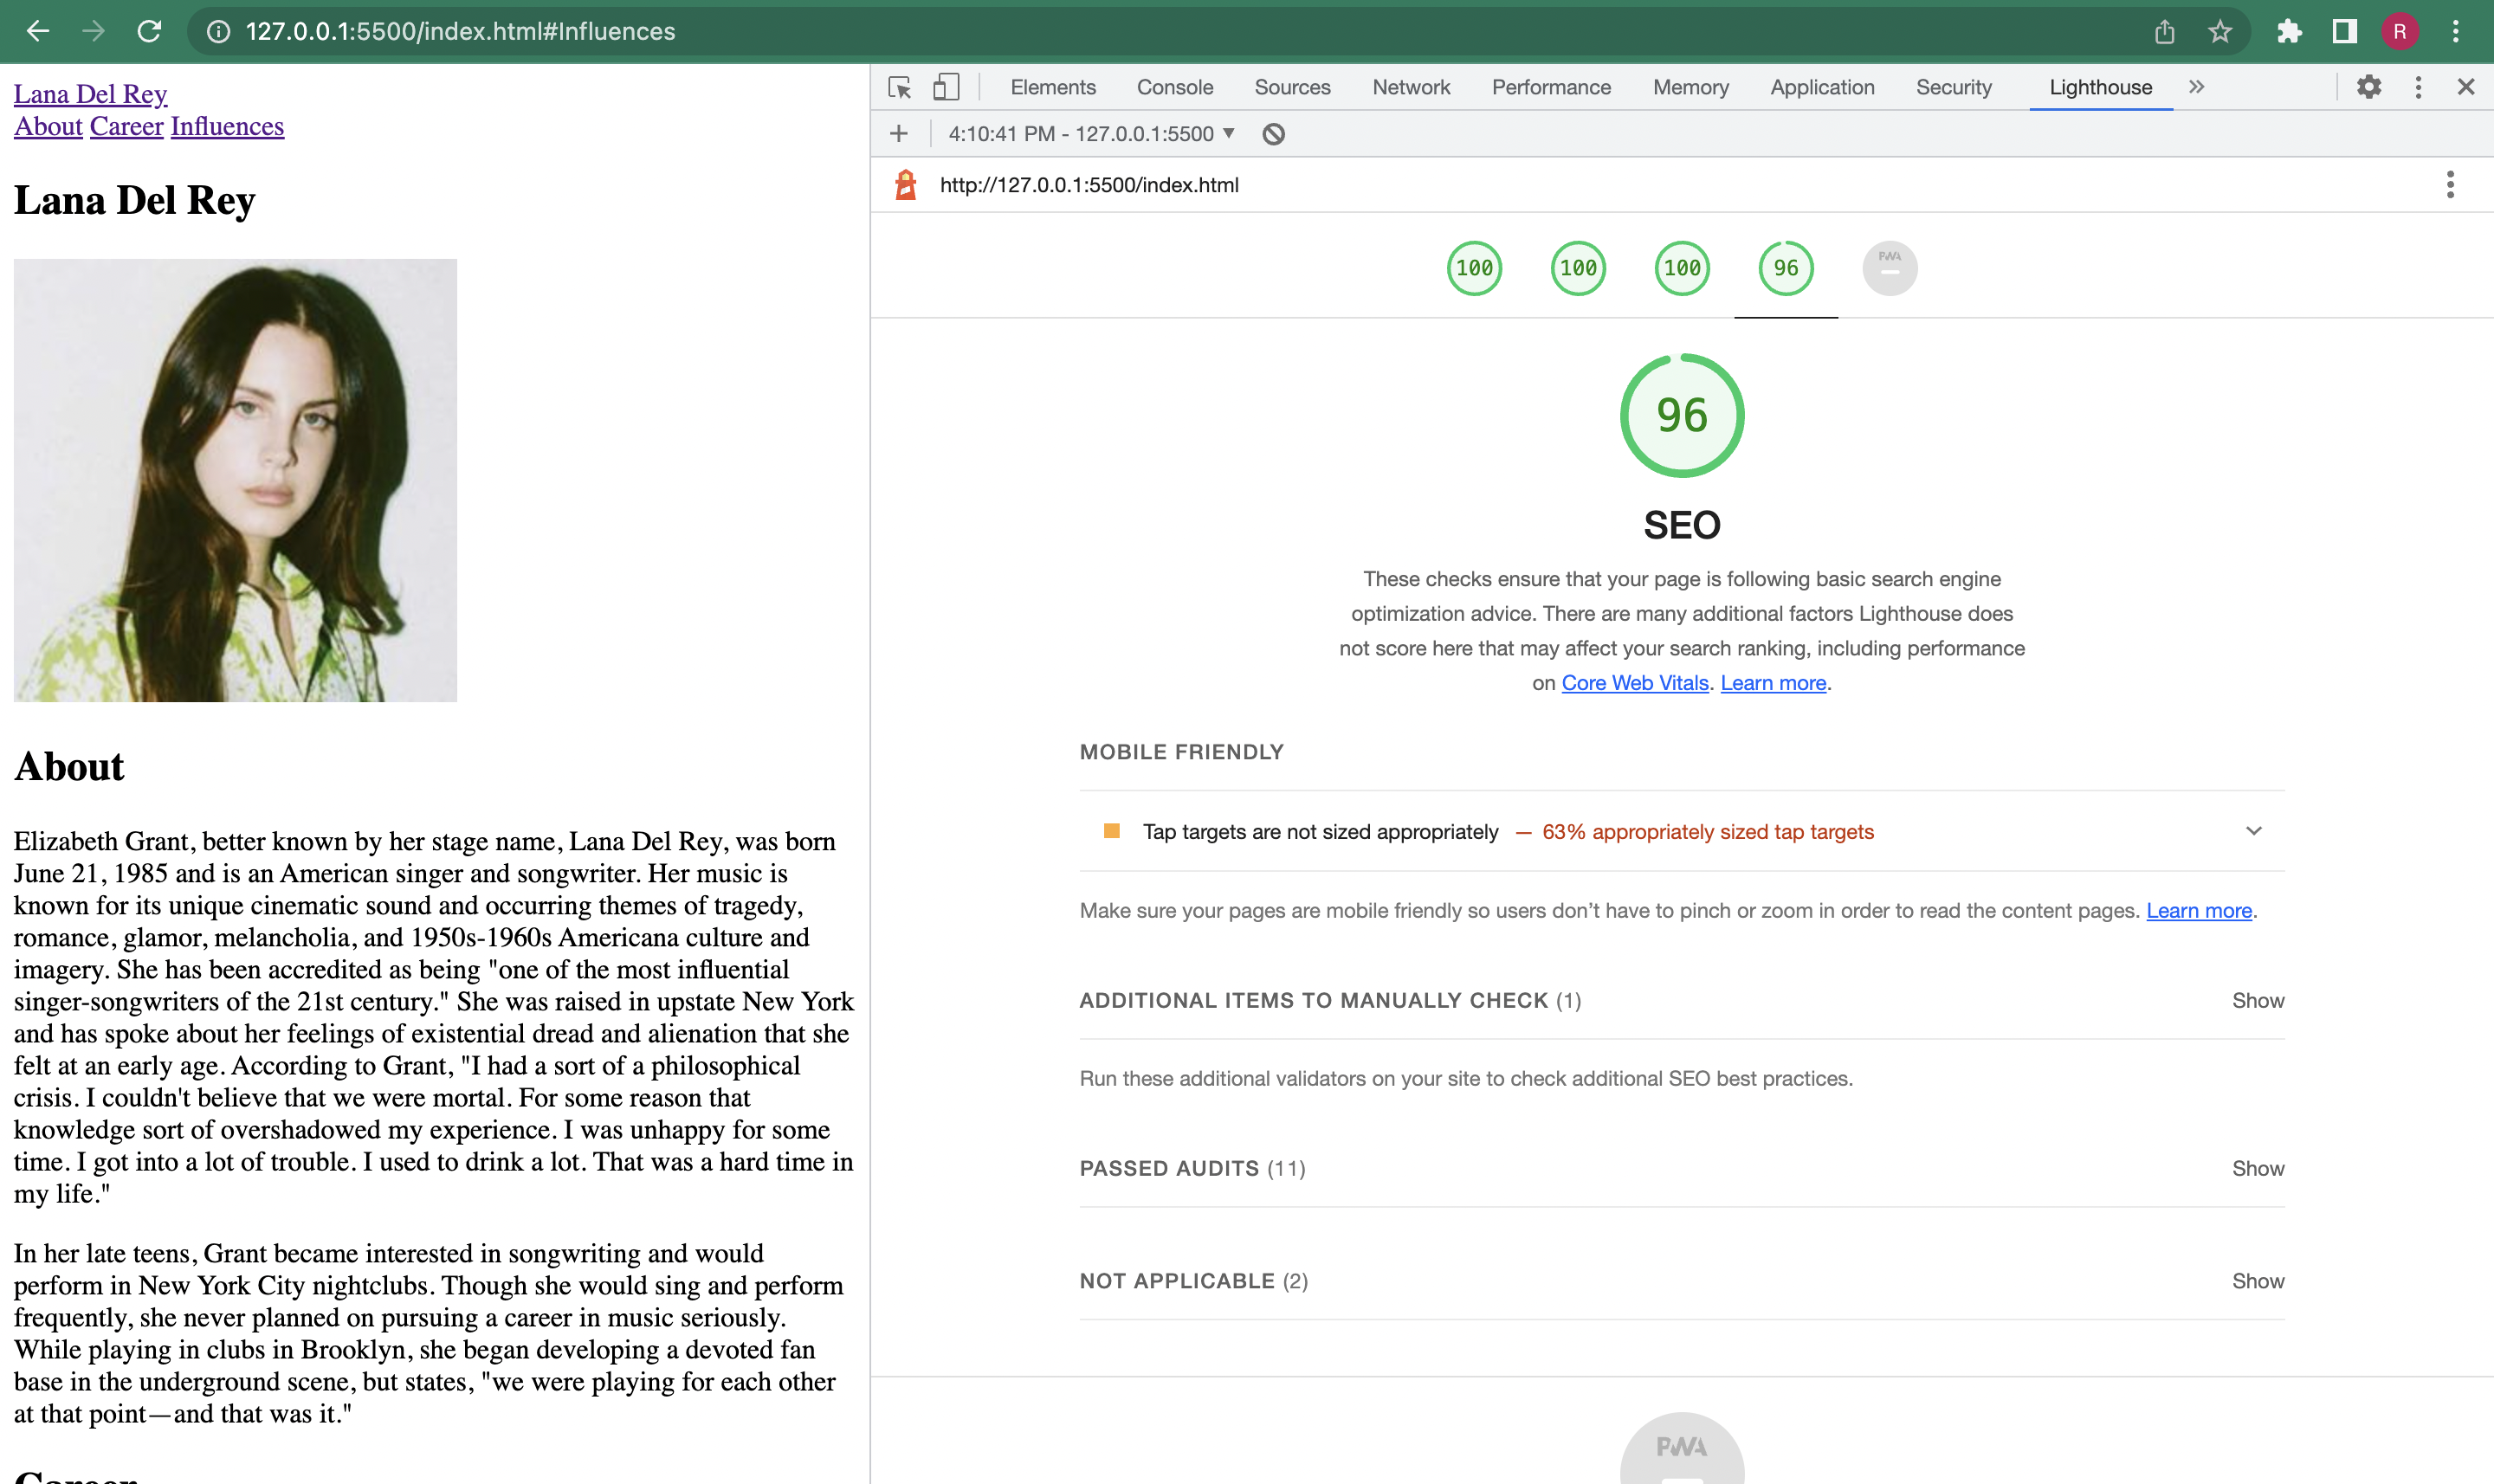 127.0.0.1:5500/index.html#Influences
R
Lana Del Rey
About Career Influences
Lana Del Rey
About
Elizabeth Grant, better known by her stage name, Lana Del Rey, was born
June 21, 1985 and is an American singer and songwriter. Her music is
known for its unique cinematic sound and occurring themes of tragedy,
romance, glamor, melancholia, and 1950s-1960s Americana culture and
imagery. She has been accredited as being "one of the most influential
singer-songwriters of the 21st century." She was raised in upstate New York
and has spoke about her feelings of existential dread and alienation that she
felt at an early age. According to Grant, "I had a sort of a philosophical
crisis. I couldn't believe that we were mortal. For some reason that
knowledge sort of overshadowed my experience. I was unhappy for some
time. I got into a lot of trouble. I used to drink a lot. That was a hard time in
my life."
In her late teens, Grant became interested in songwriting and would
perform in New York City nightclubs. Though she would sing and perform
frequently, she never planned on pursuing a career in music seriously.
While playing in clubs in Brooklyn, she began developing a devoted fan
base in the underground scene, but states, "we were playing for each other
at that point—and that was it."
Career
Elements Console Sources Network Performance Memory Application Security Lighthouse
4:10:41 PM - 127.0.0.1:5500
http://127.0.0.1:5500/index.html
100 100 100 96 PWA
96
SEO
These checks ensure that your page is following basic search engine
optimization advice. There are many additional factors Lighthouse does
not score here that may affect your search ranking, including performance
on Core Web Vitals. Learn more.
MOBILE FRIENDLY
Tap targets are not sized appropriately — 63% appropriately sized tap targets
Make sure your pages are mobile friendly so users don’t have to pinch or zoom in order to read the content pages. Learn more.
ADDITIONAL ITEMS TO MANUALLY CHECK (1) Show
Run these additional validators on your site to check additional SEO best practices.
PASSED AUDITS (11) Show
NOT APPLICABLE (2) Show
PWA